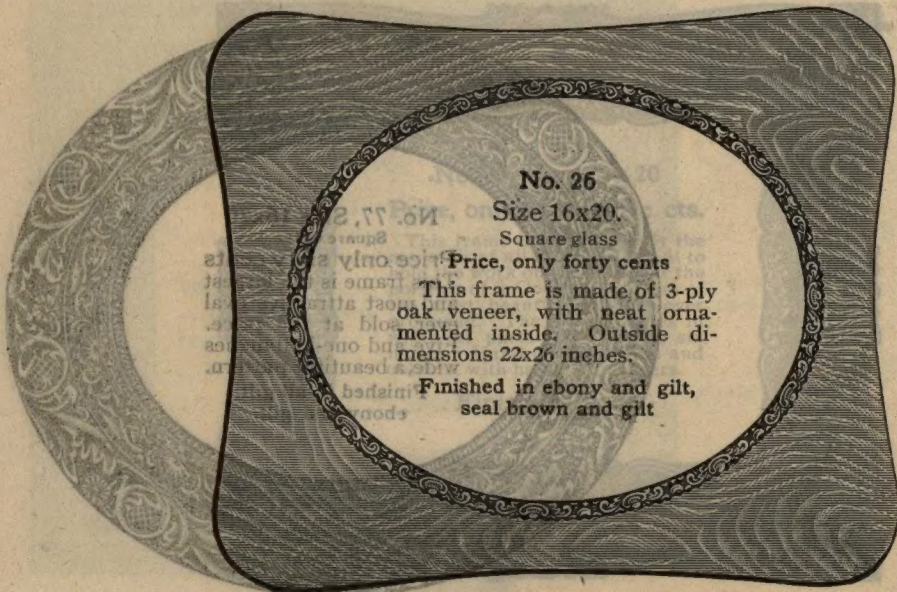 No. 26
Size 16x20.
Square glass
Price, only forty cents
This frame is made of 3-ply
oak veneer, with neat orna-
mented inside. Outside di-
mensions 22x26 inches.
Finished in ebony and gilt,
seal brown and gilt